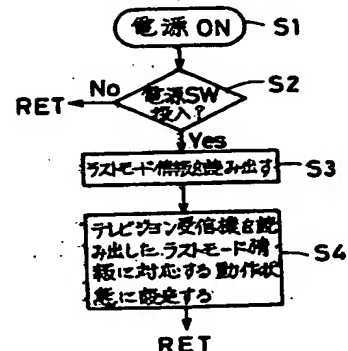 電源ON
S1
No
電源SW
投入?
S2
RET
Yes
ラストモード情報を読み出す
S3
テレビジョン受信機を読
み出した、ラストモード情
報に対応する動作状
態に設定する
S4
RET